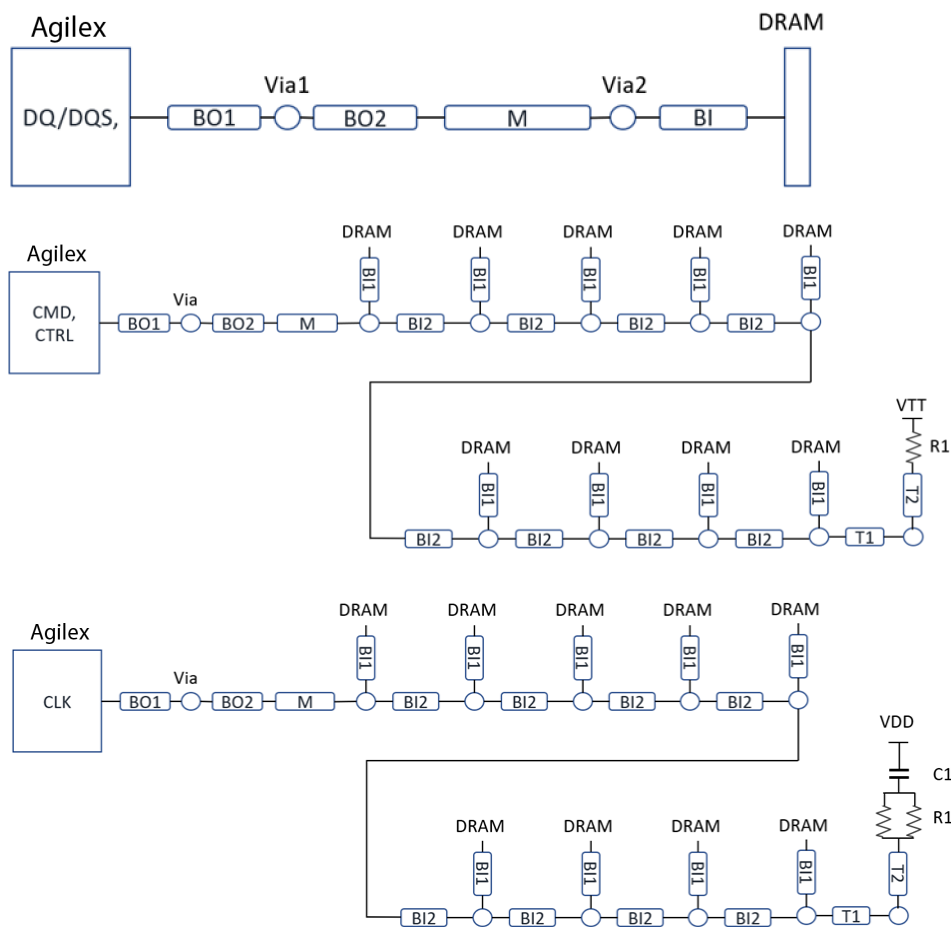 Agilex
DRAM
DQ/DQS,
BO1
Via1
BO2
M
Via2
BI
DRAM DRAM DRAM DRAM DRAM
Agilex
BI1 BI1 BI1 BI1 BI1
CMD,
CTRL
Via
BO1 BO2 M BI2 BI2 BI2 BI2
VTT
R1
DRAM DRAM DRAM DRAM
BI1 BI1 BI1 BI1 T2
BI2 BI2 BI2 BI2 T1
DRAM DRAM DRAM DRAM DRAM
Agilex
BI1 BI1 BI1 BI1 BI1
Via
CLK
BO1 BO2 M BI2 BI2 BI2 BI2
VDD
C1
R1
DRAM DRAM DRAM DRAM
BI1 BI1 BI1 BI1 T2
BI2 BI2 BI2 BI2 T1